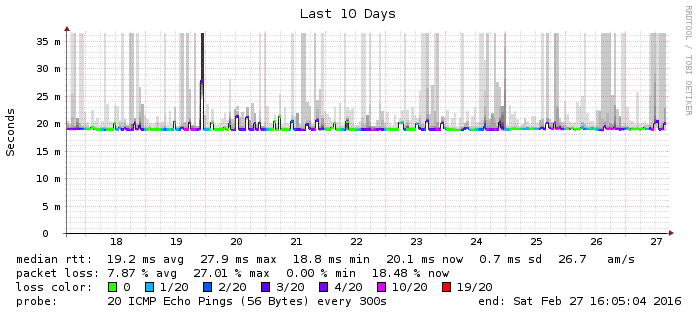 Last 10 Days
RRDTOOL / TOBI OETIKER
Seconds
35 m
30 m
25 m
20 m
15 m
10 m
5 m
0
18 19 20 21 22 23 24 25 26 27
median rtt: 19.2 ms avg 27.9 ms max 18.8 ms min 20.1 ms now 0.7 ms sd 26.7 am/s
packet loss: 7.87 % avg 27.01 % max 0.00 % min 18.48 % now
loss color: 0 1/20 2/20 3/20 4/20 10/20 19/20
probe: 20 ICMP Echo Pings (56 Bytes) every 300s end: Sat Feb 27 16:05:04 2016